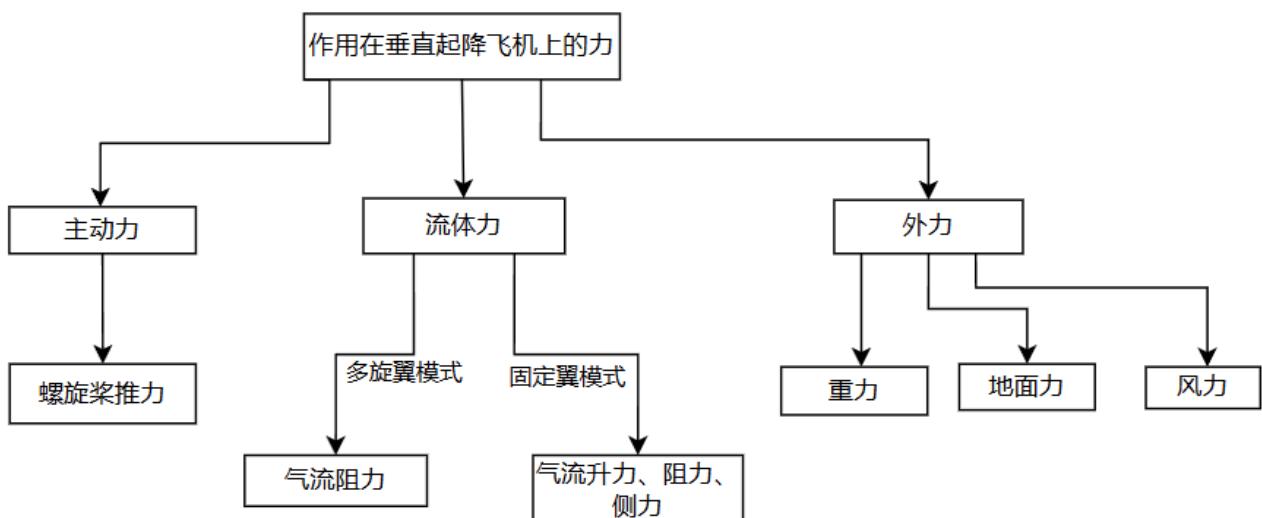 作用在垂直起降飞机上的力
主动力
流体力
外力
多旋翼模式
固定翼模式
螺旋桨推力
重力
地面力
风力
气流阻力
气流升力、阻力、
侧力